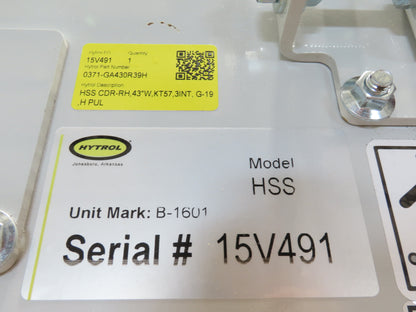 Hytrol PO Quantity
15V491 1
Hytrol Part Number
0371-GA430R39H
Hytrol Description
HSS CDR-RH,43"W,KT57,3INT, G-19
,H PUL
HYTROL
Jonesboro, Arkansas
Model
HSS
Unit Mark: B-1601
Serial # 15V491